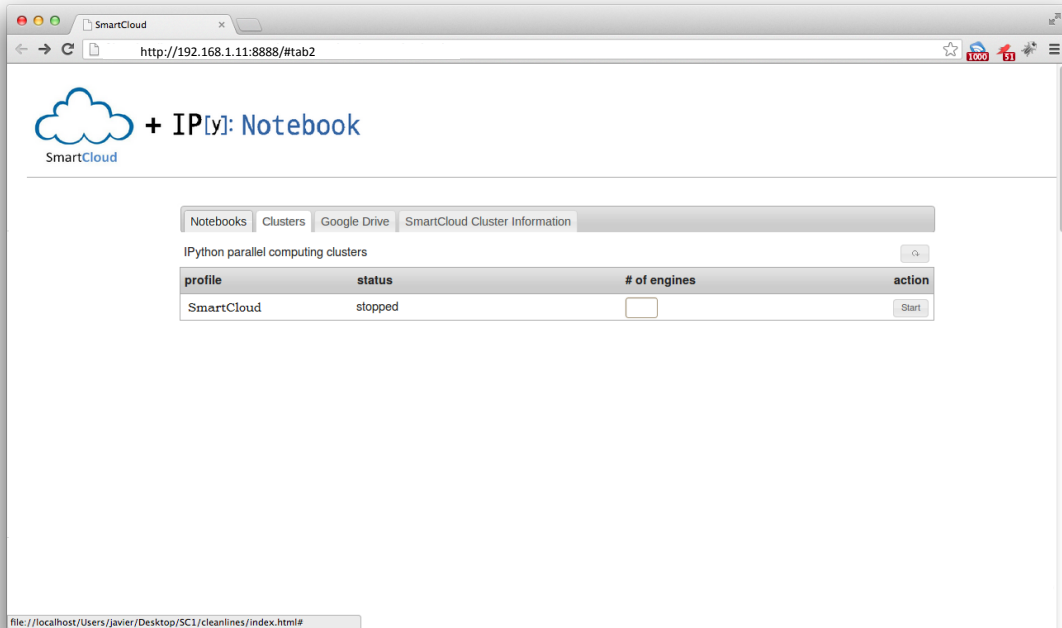 SmartCloud
http://192.168.1.11:8888/#tab2
1000 51
+ IP[y]: Notebook
SmartCloud
Notebooks Clusters Google Drive SmartCloud Cluster Information
IPython parallel computing clusters
profile status # of engines action
SmartCloud stopped Start
file://localhost/Users/javier/Desktop/SC1/cleanlines/index.html#